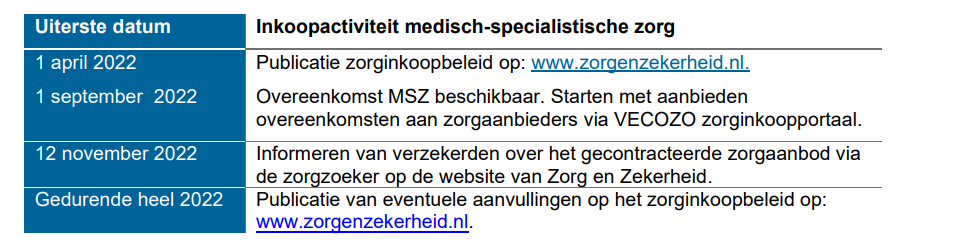 Uiterste datum Inkoopactiviteit medisch-specialistische zorg
1 april 2022 Publicatie zorginkoopbeleid op: www.zorgenzekerheid.nl.
1 september 2022 Overeenkomst MSZ beschikbaar. Starten met aanbieden
overeenkomsten aan zorgaanbieders via VECOZO zorginkoopportaal.
12 november 2022 Informeren van verzekerden over het gecontracteerde zorgaanbod via
de zorgzoeker op de website van Zorg en Zekerheid.
Gedurende heel 2022 Publicatie van eventuele aanvullingen op het zorginkoopbeleid op:
www.zorgenzekerheid.nl.